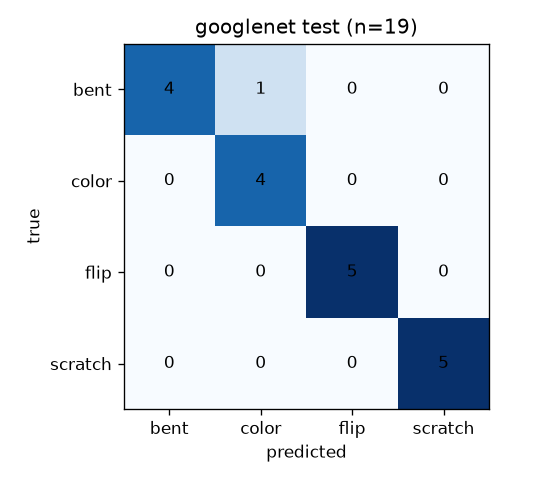 googlenet test (n=19)
bent 4 1 0 0
color 0 4 0 0
flip 0 0 5 0
scratch 0 0 0 5
bent color flip scratch
predicted
true